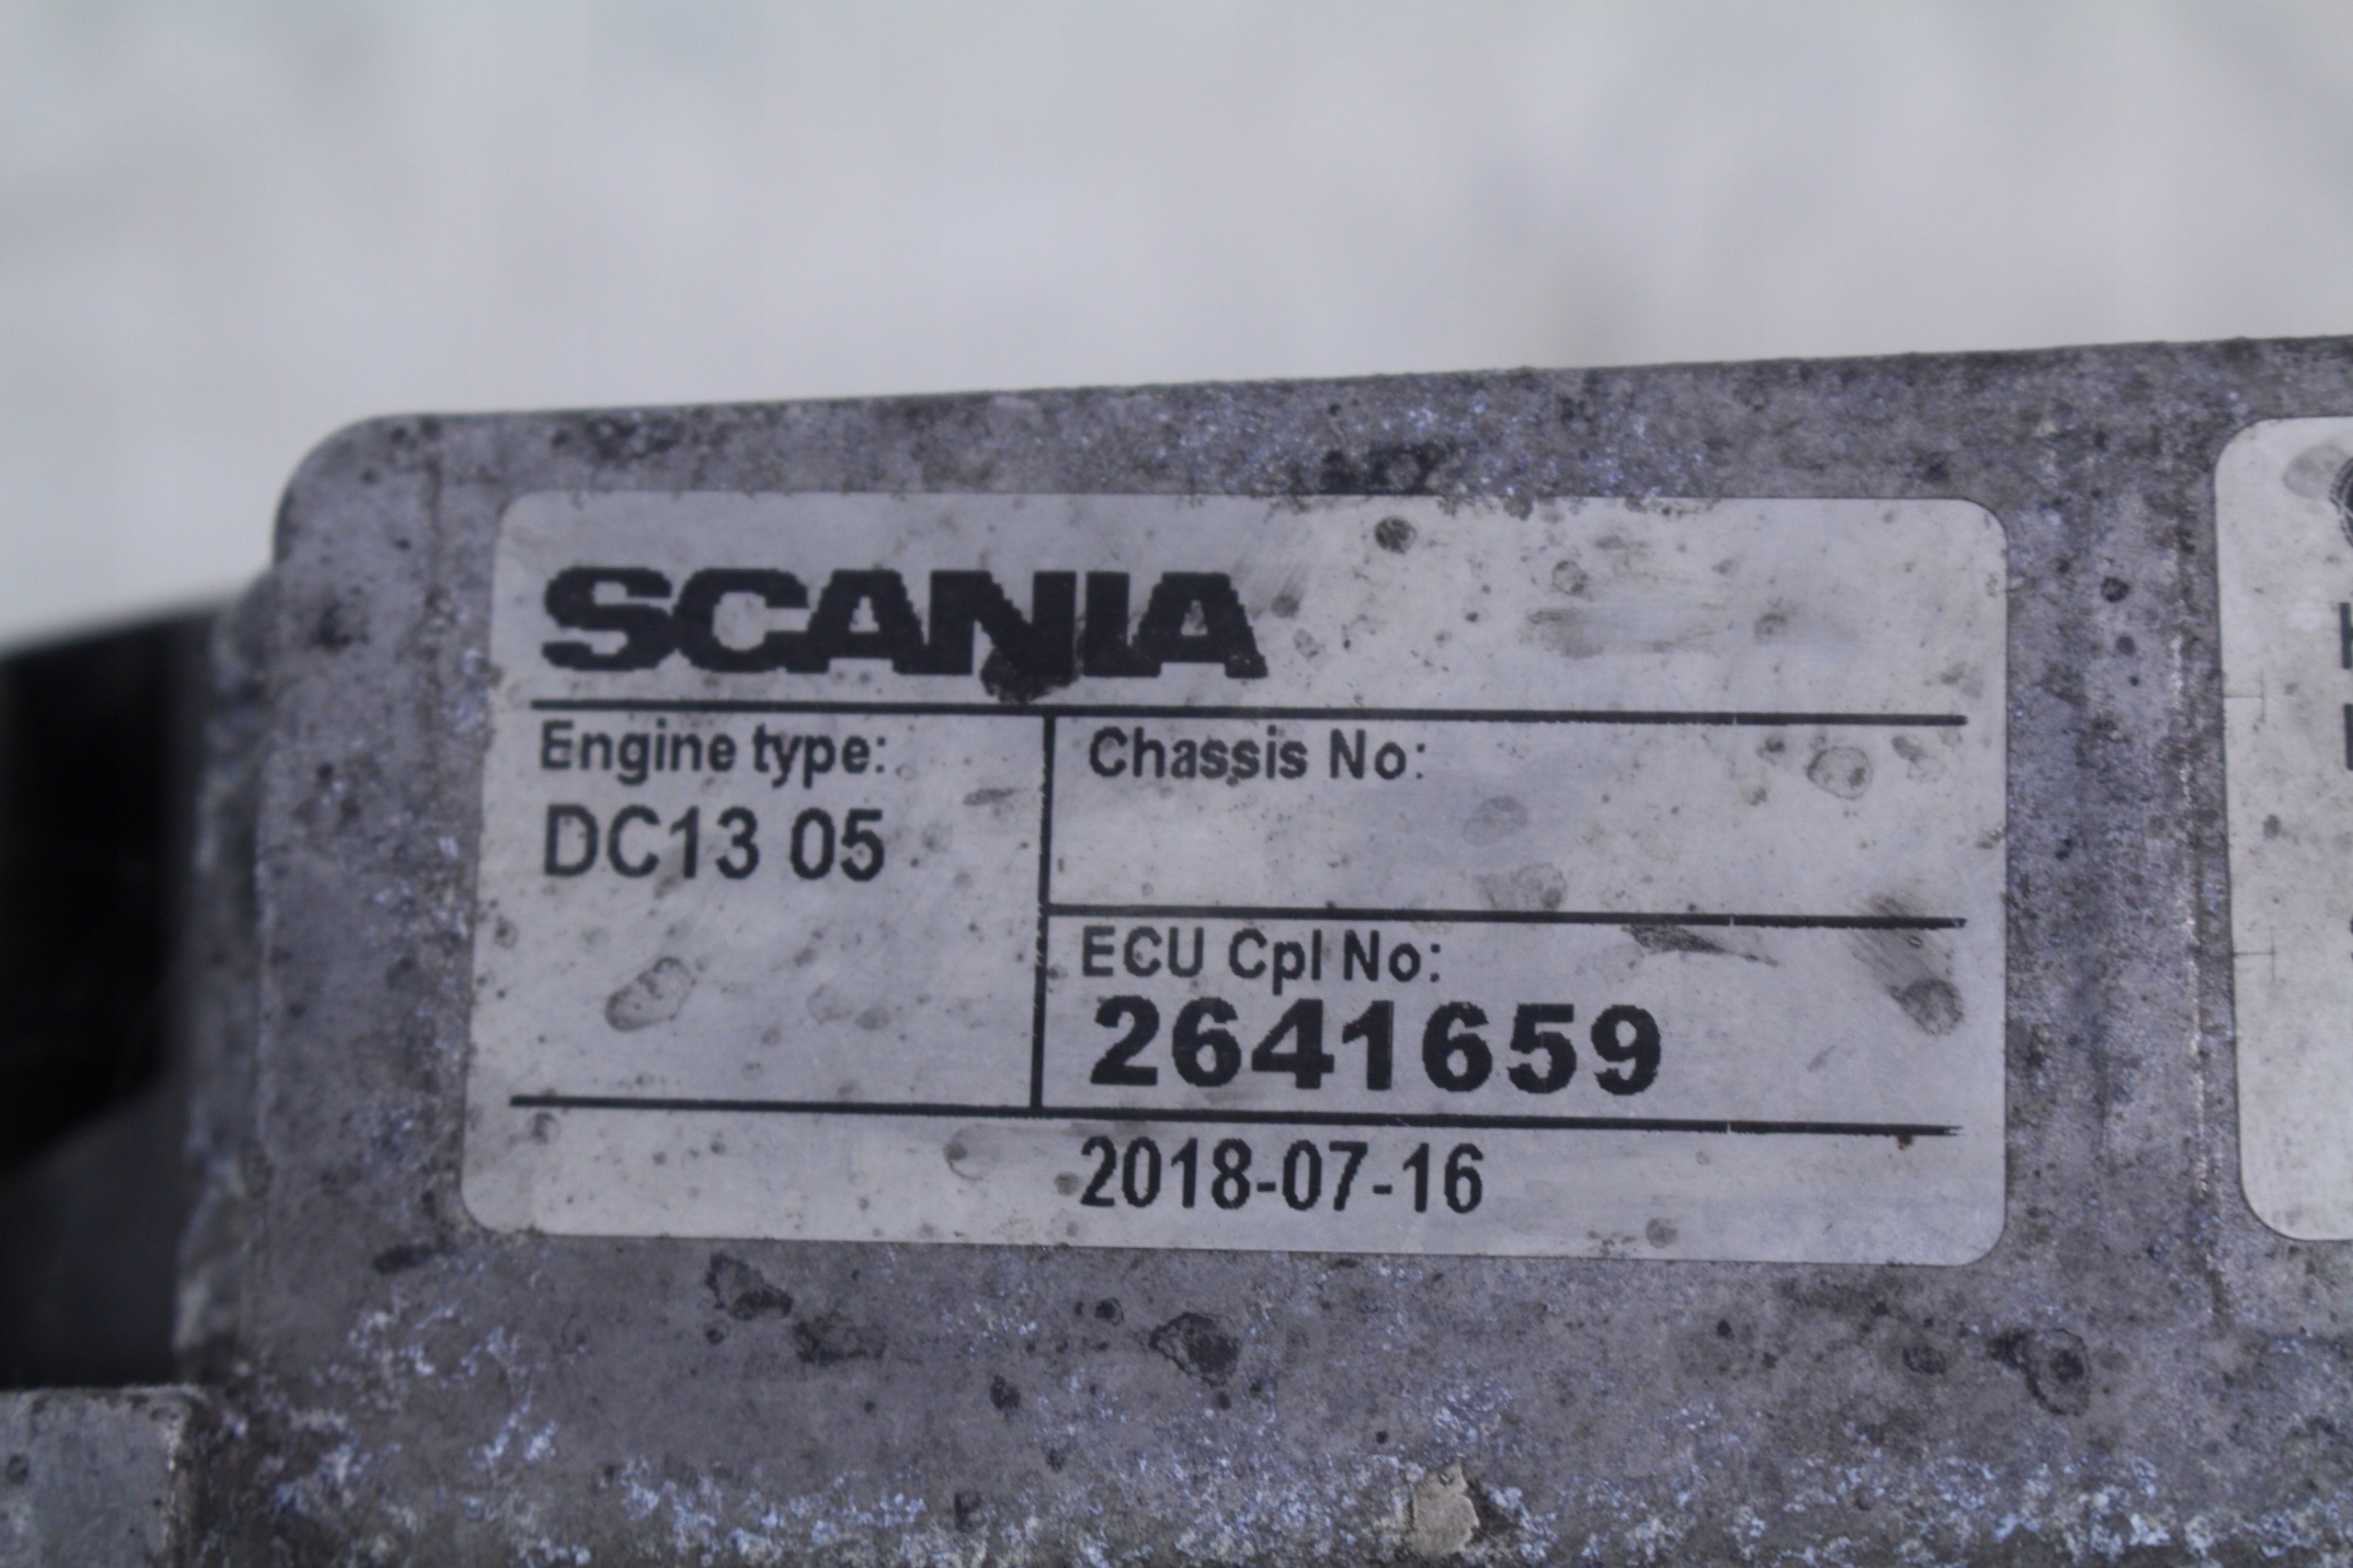 SCANIA
Engine type:
DC13 05
Chassis No:
ECU Cpl No:
2641659
2018-07-16